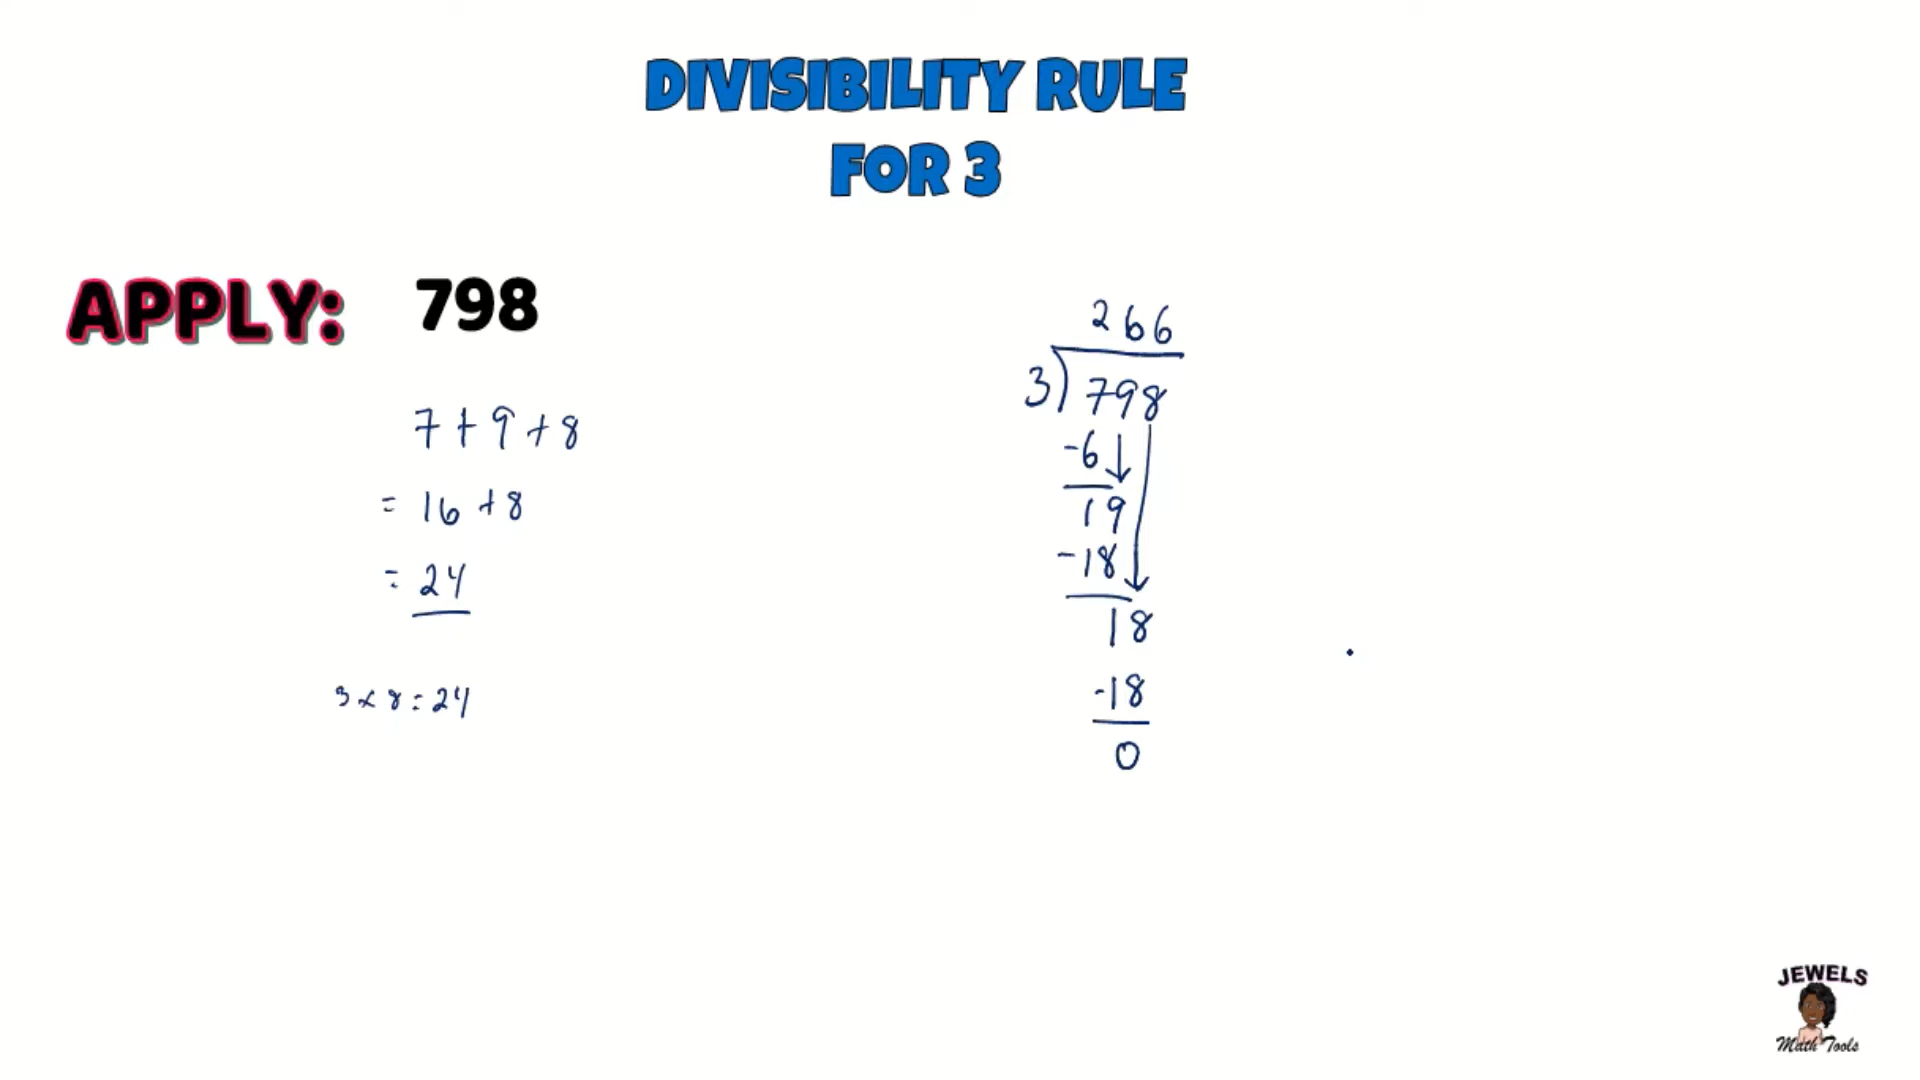 DIVISIBILITY RULE
FOR 3
APPLY: 798
7 + 9 + 8
= 16 + 8
= 24
3 x 8 = 24
266
3) 798
-6
19
-18
18
-18
0
JEWELS
Math Tools